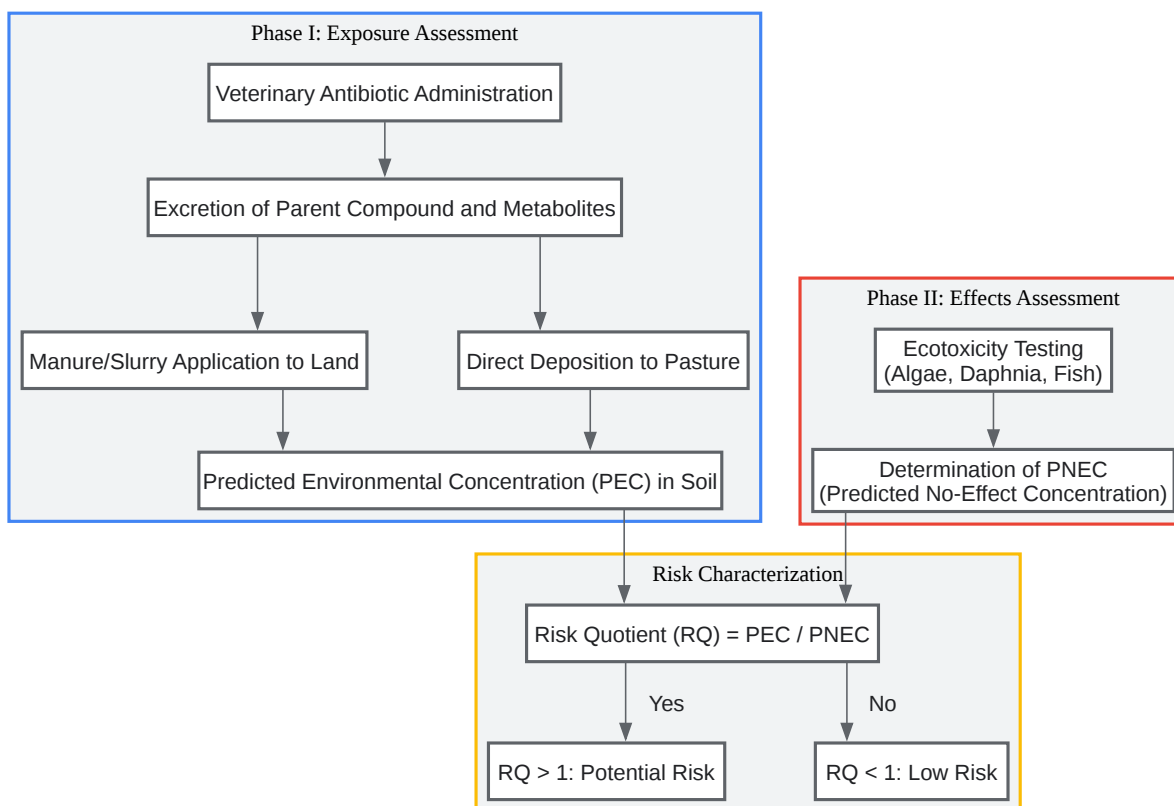 Phase I: Exposure Assessment
Veterinary Antibiotic Administration
Excretion of Parent Compound and Metabolites
Manure/Slurry Application to Land
Direct Deposition to Pasture
Predicted Environmental Concentration (PEC) in Soil
Phase II: Effects Assessment
Ecotoxicity Testing
(Algae, Daphnia, Fish)
Determination of PNEC
(Predicted No-Effect Concentration)
Risk Characterization
Risk Quotient (RQ) = PEC / PNEC
Yes
No
RQ > 1: Potential Risk
RQ < 1: Low Risk